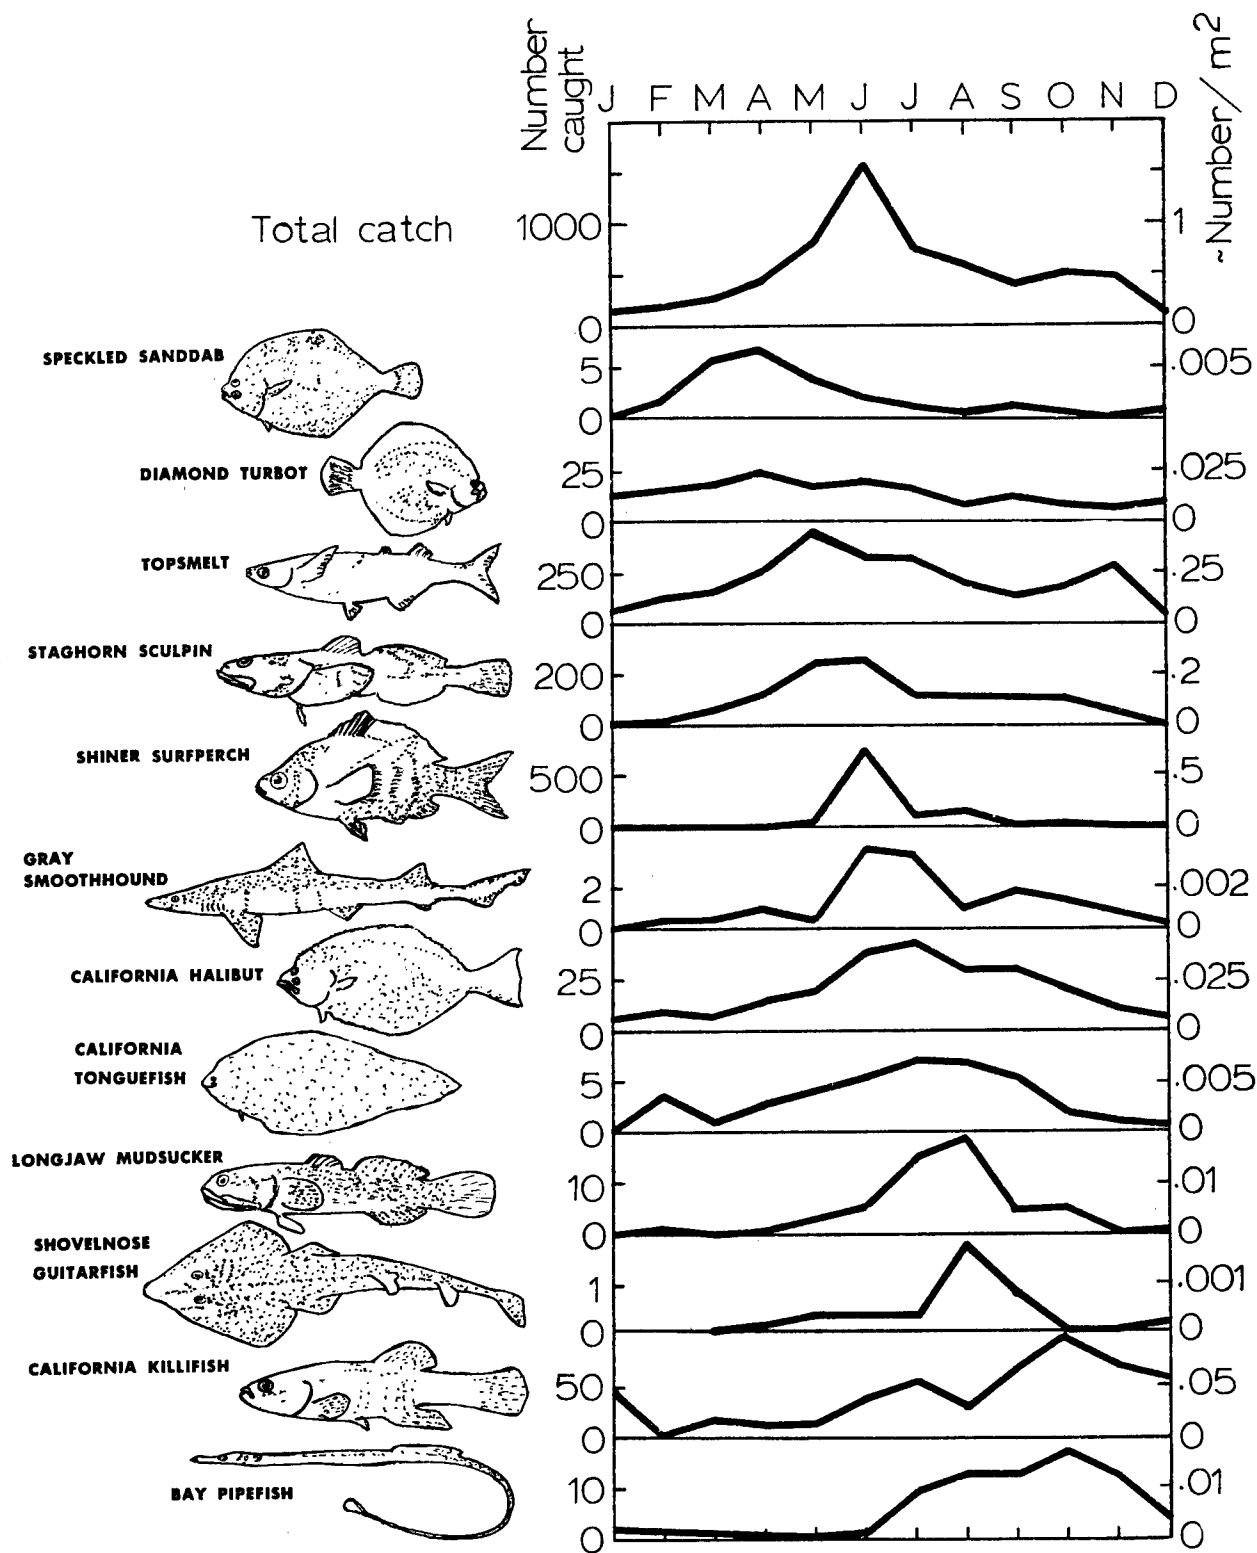 Number
caught
J F M A M J J A S O N D
~Number/m2
Total catch
1000
0
1
0
SPECKLED SANDDAB
5
0
.005
DIAMOND TURBOT
25
0
.025
0
TOPSMELT
250
0
.25
0
STAGHORN SCULPIN
200
0
.2
0
SHINER SURFPERCH
500
0
.5
0
GRAY
SMOOTHHOUND
2
0
.002
0
CALIFORNIA HALIBUT
25
0
.025
0
CALIFORNIA
TONGUEFISH
5
0
.005
0
LONGJAW MUDSUCKER
10
0
.01
0
SHOVELNOSE
GUITARFISH
1
0
.001
0
CALIFORNIA KILLIFISH
50
0
.05
0
BAY PIPEFISH
10
0
.01
0